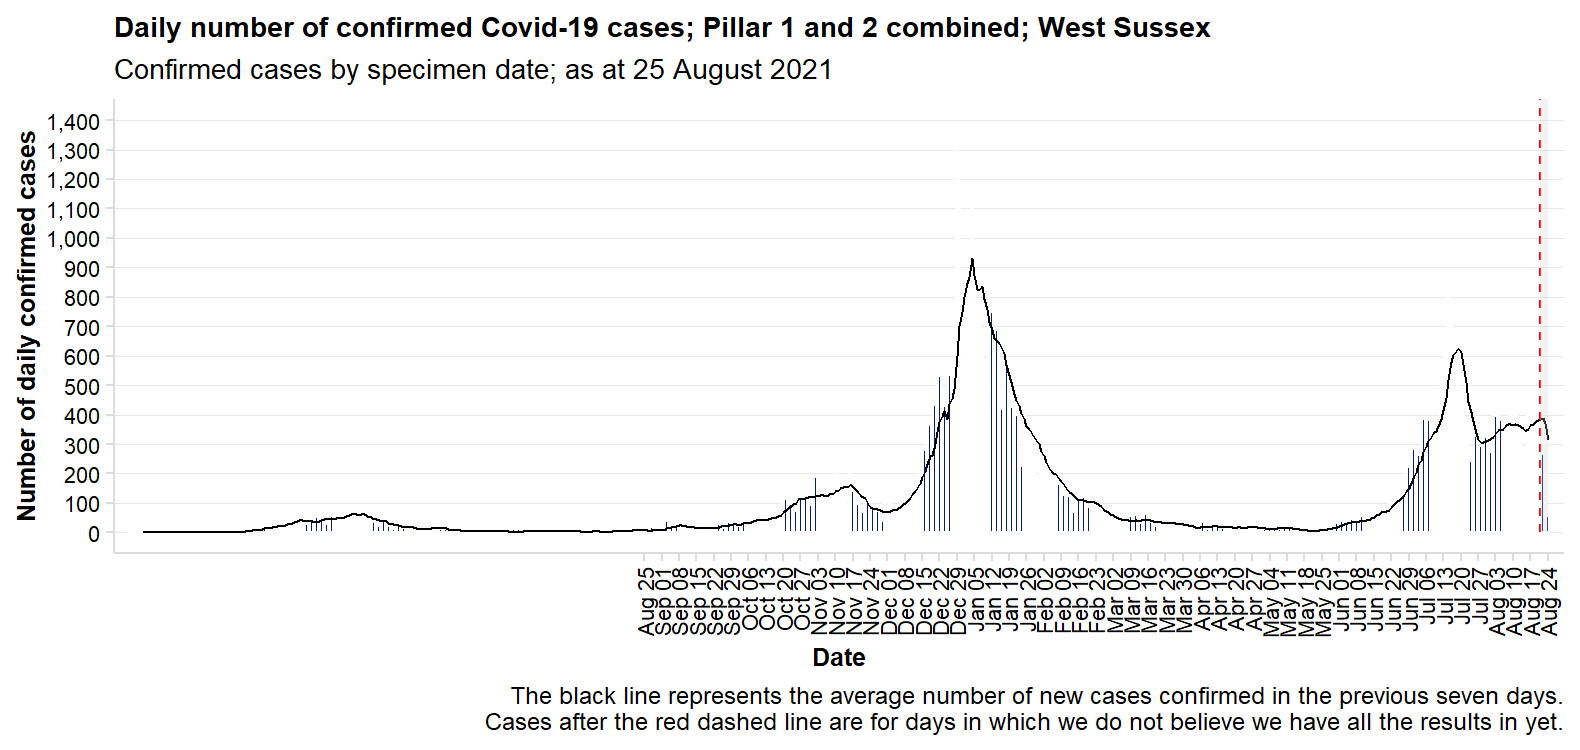 Daily number of confirmed Covid-19 cases; Pillar 1 and 2 combined; West Sussex
Confirmed cases by specimen date; as at 25 August 2021
Number of daily confirmed cases
1,400
1,300
1,200
1,100
1,000
900
800
700
600
500
400
300
200
100
0
Aug 25
Sep 01
Sep 08
Sep 15
Sep 22
Sep 29
Oct 06
Oct 13
Oct 20
Oct 27
Nov 03
Nov 10
Nov 17
Nov 24
Dec 01
Dec 08
Dec 15
Dec 22
Dec 29
Jan 05
Jan 12
Jan 19
Jan 26
Feb 02
Feb 09
Feb 16
Feb 23
Mar 02
Mar 09
Mar 16
Mar 23
Mar 30
Apr 06
Apr 13
Apr 20
Apr 27
May 04
May 11
May 18
May 25
Jun 01
Jun 08
Jun 15
Jun 22
Jun 29
Jul 06
Jul 13
Jul 20
Jul 27
Aug 03
Aug 10
Aug 17
Aug 24
Date
The black line represents the average number of new cases confirmed in the previous seven days.
Cases after the red dashed line are for days in which we do not believe we have all the results in yet.